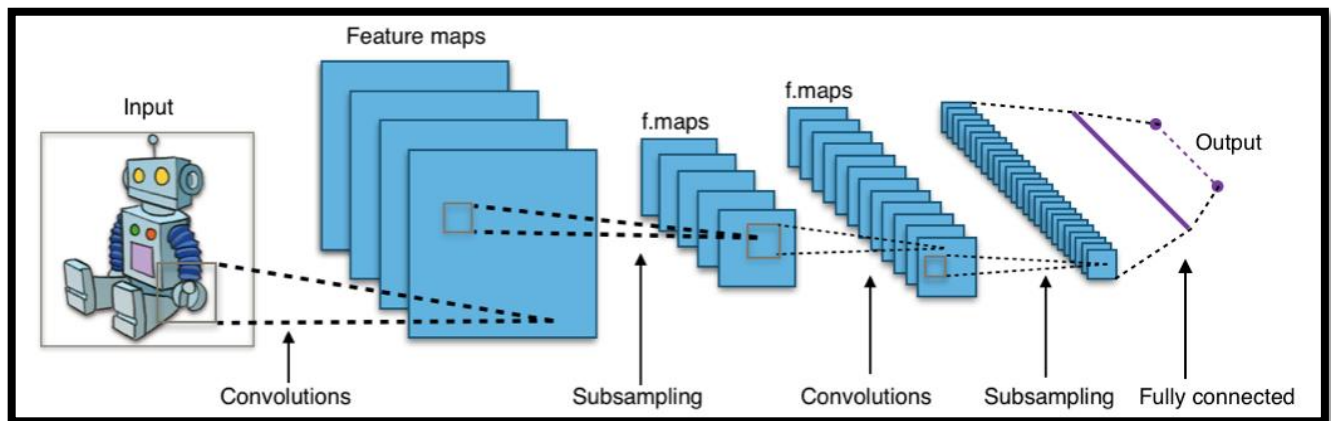 Feature maps
Input
f.maps
f.maps
Output
Convolutions
Subsampling
Convolutions
Subsampling
Fully connected